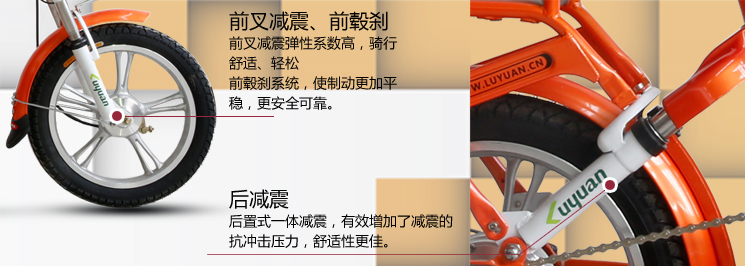 前叉减震、前毂刹
前叉减震弹性系数高，骑行
舒适、轻松
前毂刹系统，使制动更加平
稳，更安全可靠。
Luyuan
WWW.LUYUAN.CN
Luyuan
后减震
后置式一体减震，有效增加了减震的
抗冲击压力，舒适性更佳。